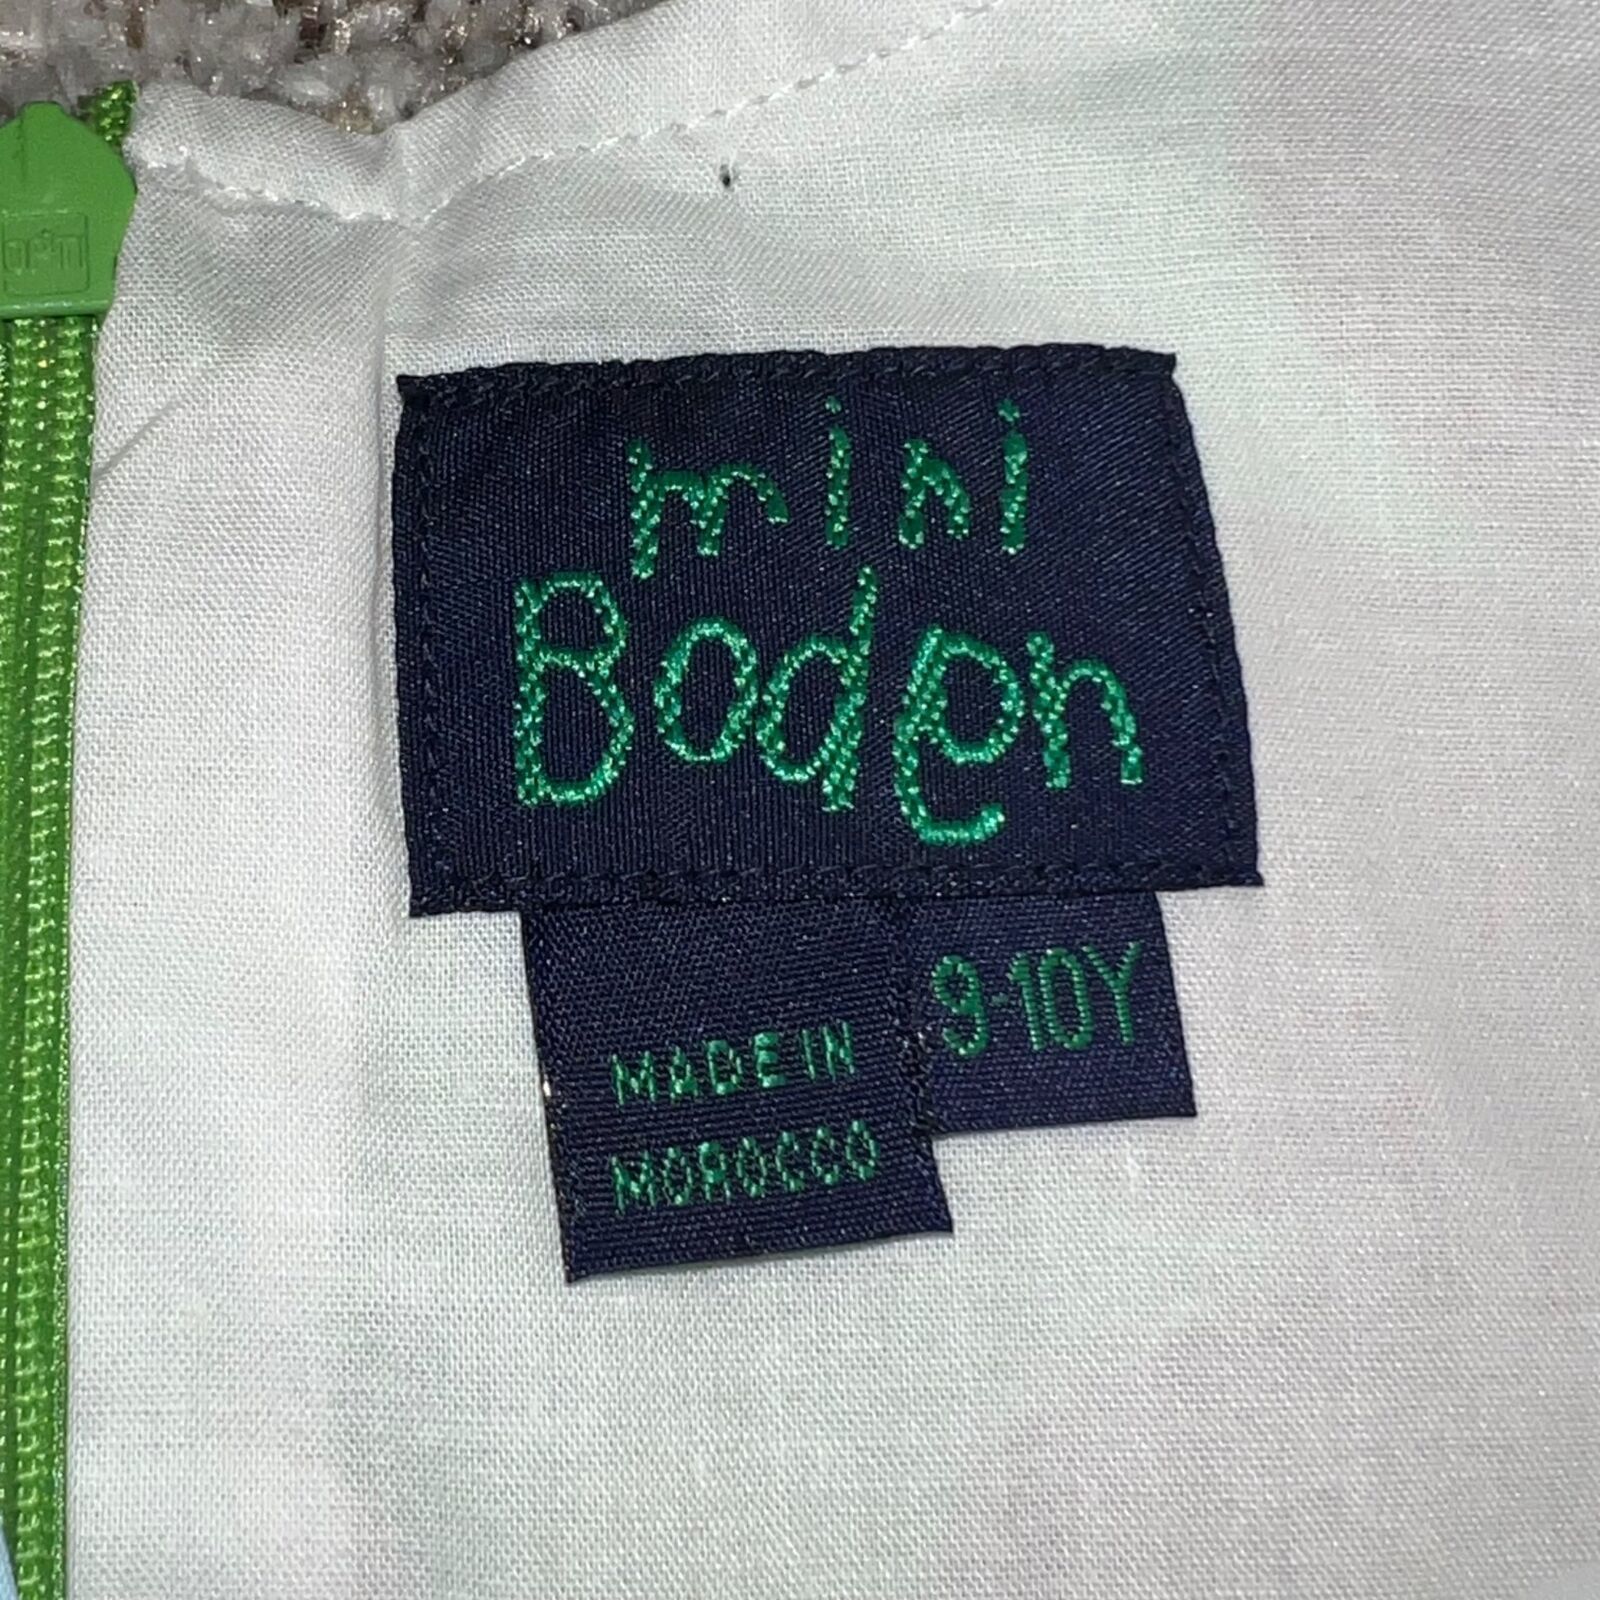 mini
Boden
9-10Y
MADE IN
MOROCCO